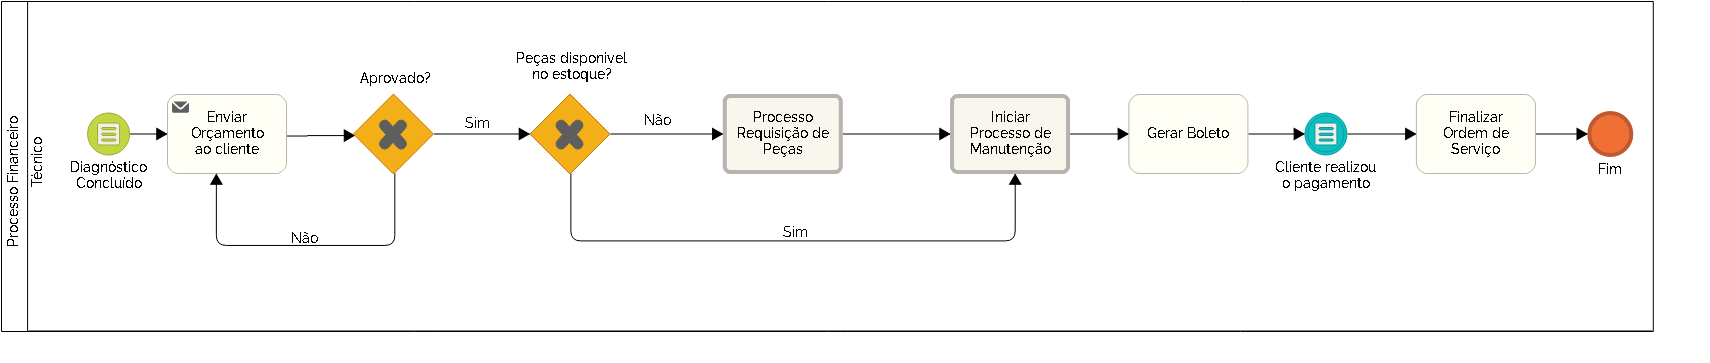 Processo Financeiro
Técnico
Diagnóstico
Concluído
Enviar
Orçamento
ao cliente
Aprovado?
Não
Sim
Peças disponivel
no estoque?
Não
Sim
Processo
Requisição de
Peças
Iniciar
Processo de
Manutenção
Gerar Boleto
Cliente realizou
o pagamento
Finalizar
Ordem de
Serviço
Fim